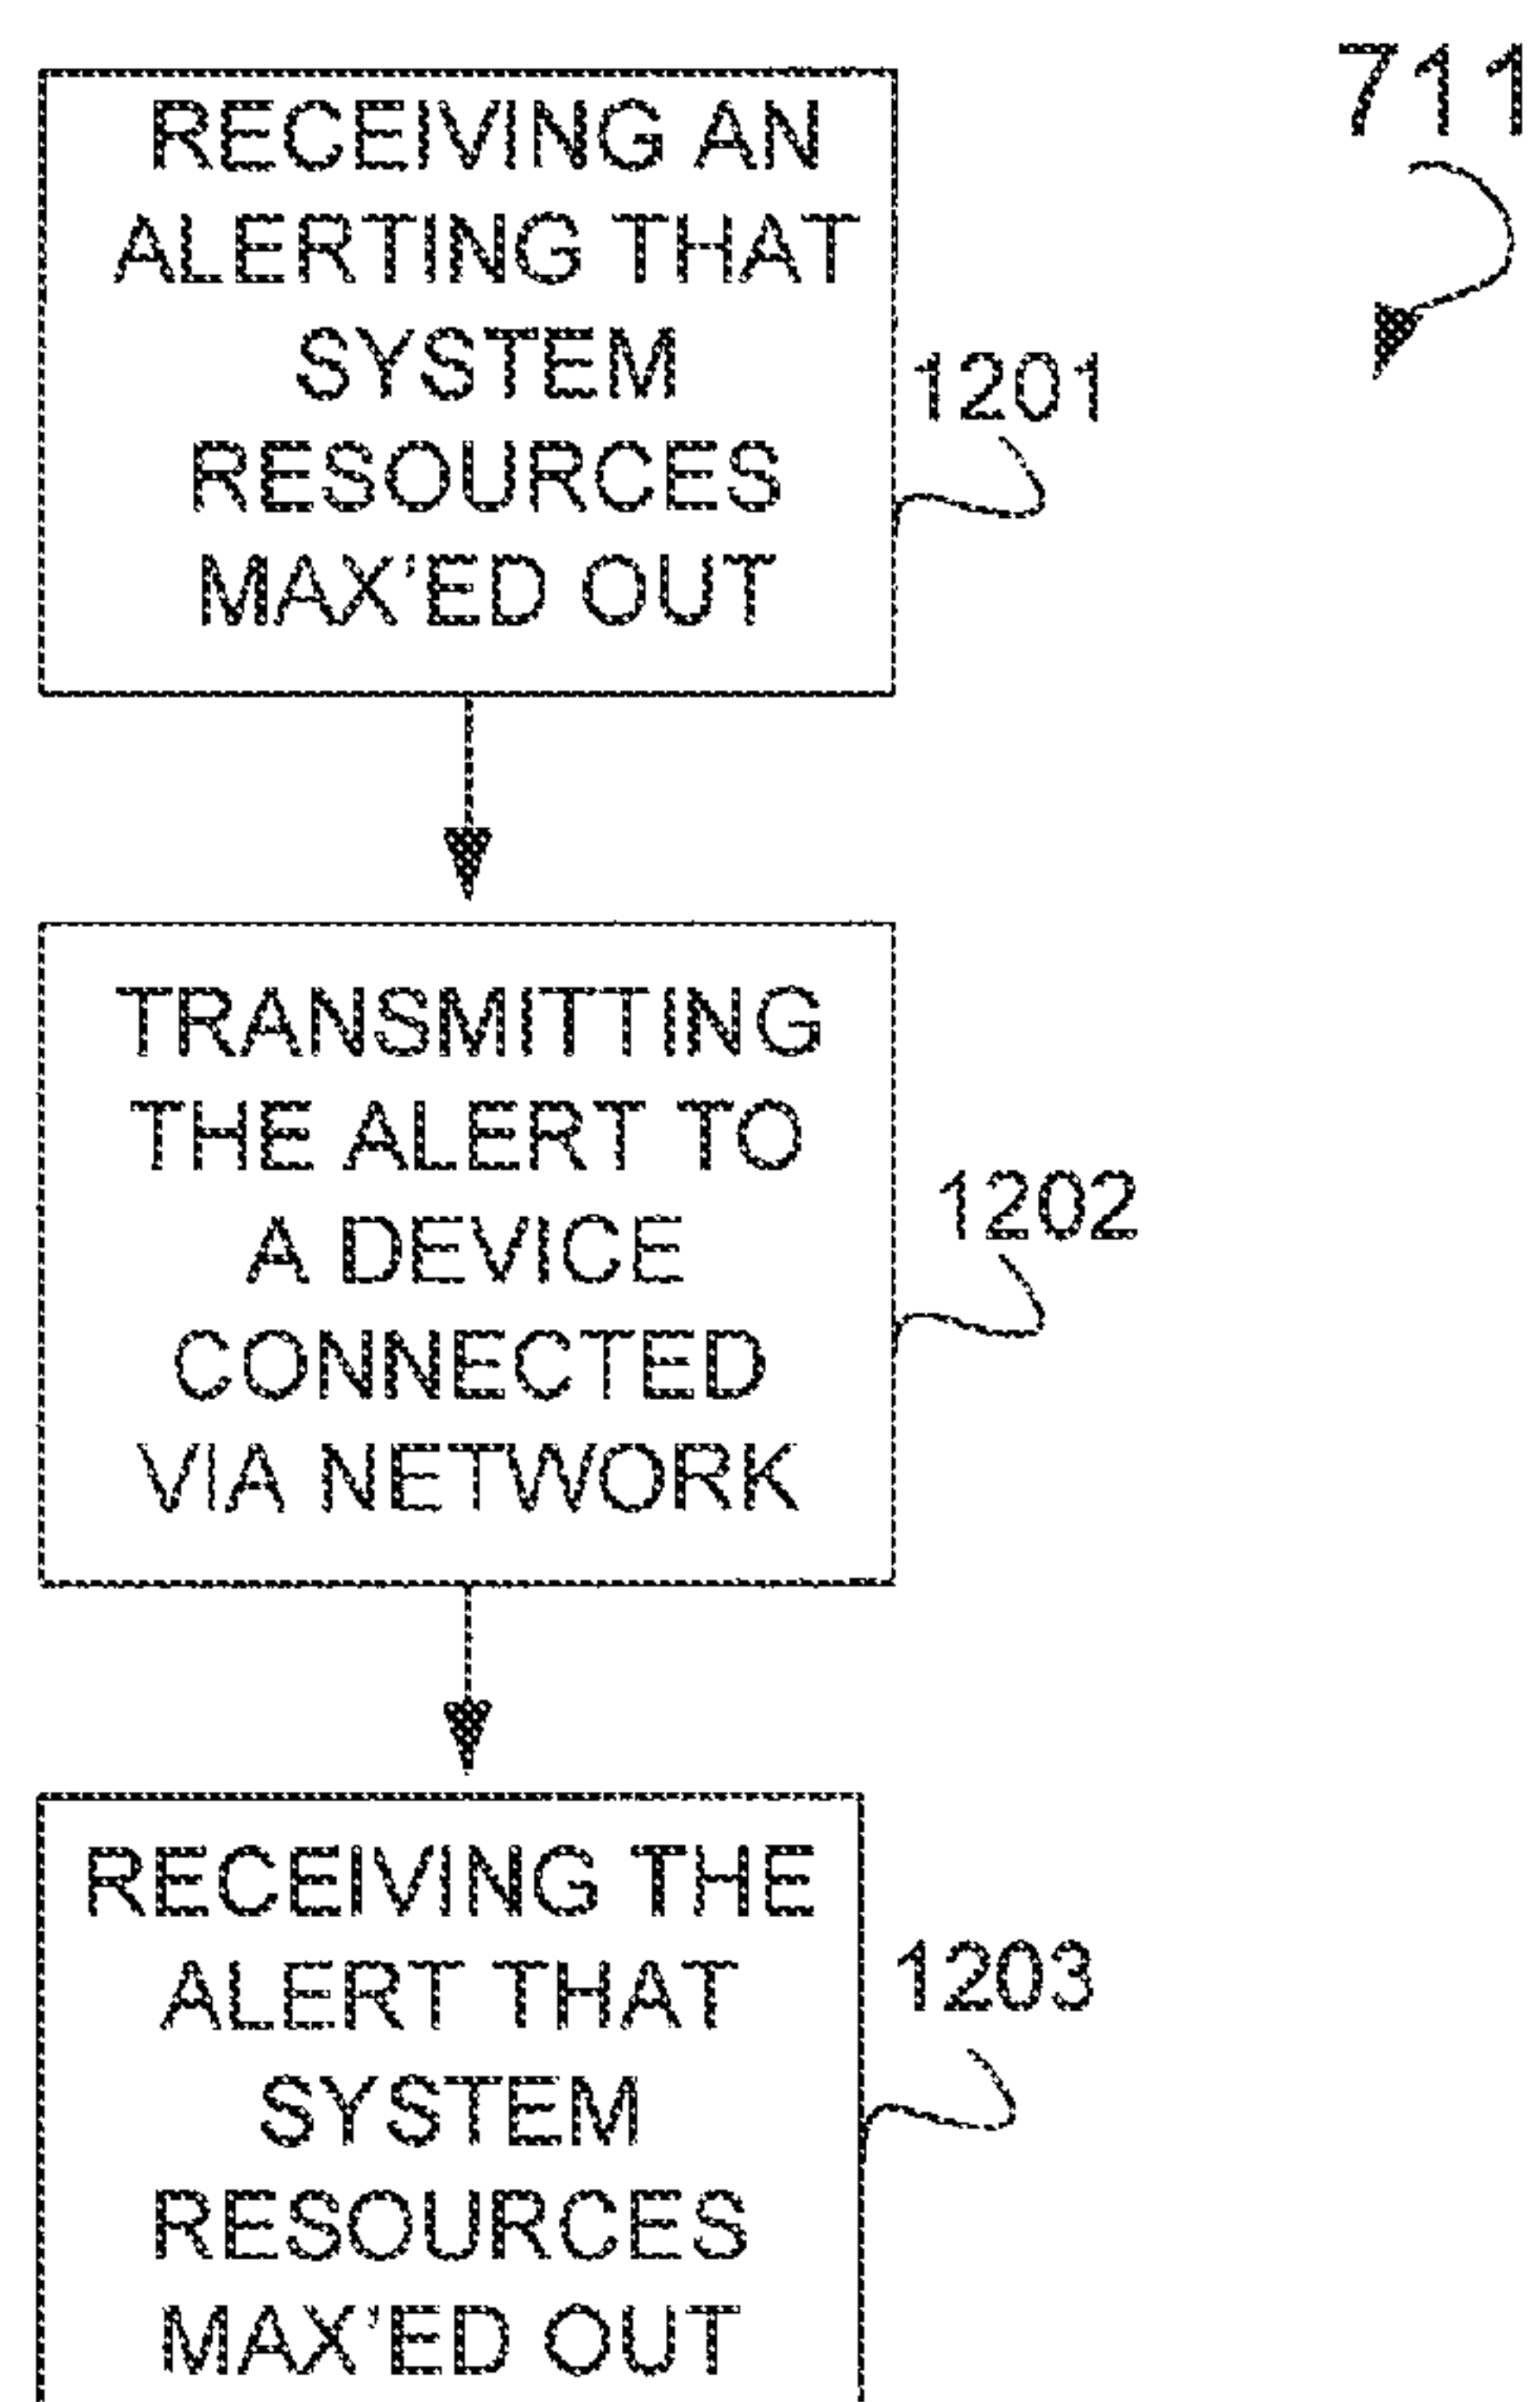 711
RECEIVING AN
ALERTING THAT
SYSTEM
RESOURCES
MAX'ED OUT
1201
TRANSMITTING
THE ALERT TO
A DEVICE
CONNECTED
VIA NETWORK
1202
RECEIVING THE
ALERT THAT
SYSTEM
RESOURCES
MAX'ED OUT
1203